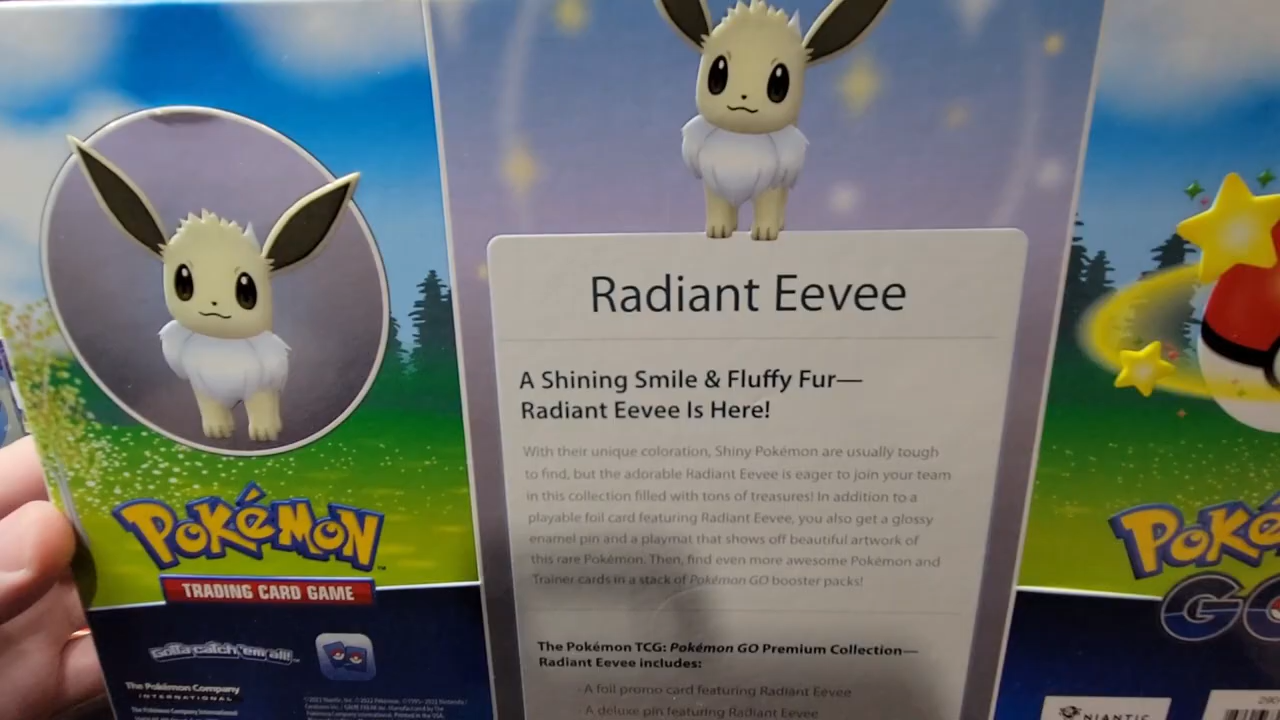 Radiant Eevee
A Shining Smile & Fluffy Fur—
Radiant Eevee Is Here!
With their unique coloration, Shiny Pokémon are usually tough
to find, but the adorable Radiant Eevee is eager to join your team
in this collection filled with tons of treasures! In addition to a
playable foil card featuring Radiant Eevee, you also get a glossy
enamel pin and a playmat that shows off beautiful artwork of
this rare Pokémon. Then, find even more awesome Pokémon and
Trainer cards in a stack of Pokémon GO booster packs!
The Pokémon TCG: Pokémon GO Premium Collection—
Radiant Eevee includes:
· A foil promo card featuring Radiant Eevee
· A deluxe pin featuring Radiant Eevee
POKéMON
TRADING CARD GAME
Gotta catch 'em all!
The Pokémon Company
INTERNATIONAL
The Pokémon Company International
Poké
GO
NIANTIC